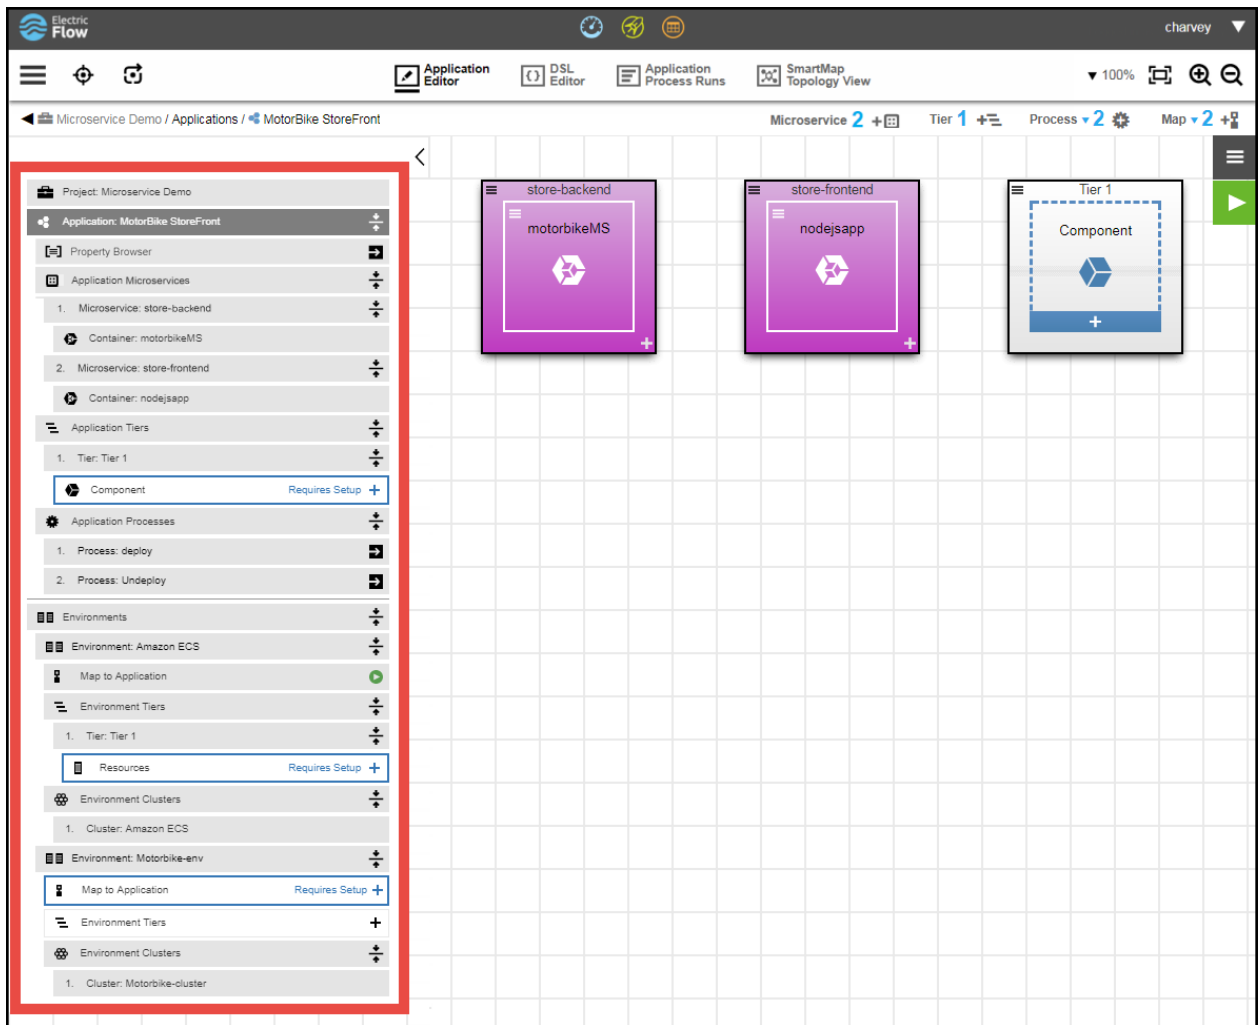 Electric
Flow
charvey
Application
Editor
DSL
Editor
Application
Process Runs
SmartMap
Topology View
100%
Microservice Demo / Applications / MotorBike StoreFront
Microservice 2
Tier 1
Process 2
Map 2
Project: Microservice Demo
Application: MotorBike StoreFront
Property Browser
Application Microservices
1. Microservice: store-backend
Container: motorbikeMS
2. Microservice: store-frontend
Container: nodejsapp
Application Tiers
1. Tier: Tier 1
Component Requires Setup +
Application Processes
1. Process: deploy
2. Process: Undeploy
Environments
Environment: Amazon ECS
Map to Application
Environment Tiers
1. Tier: Tier 1
Resources Requires Setup +
Environment Clusters
1. Cluster: Amazon ECS
Environment: Motorbike-env
Map to Application Requires Setup +
Environment Tiers +
Environment Clusters
1. Cluster: Motorbike-cluster
store-backend
motorbikeMS
store-frontend
nodejsapp
Tier 1
Component